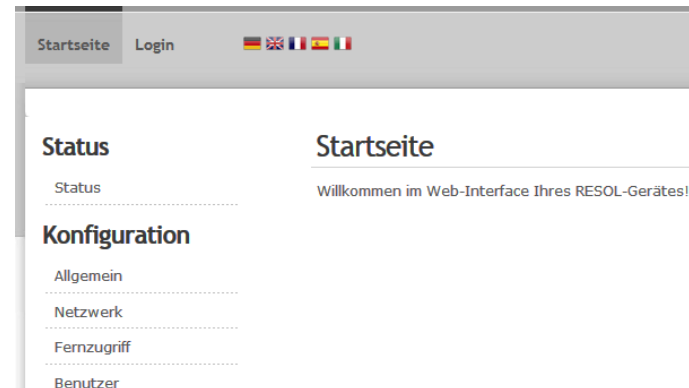 Startseite Login
Status
Status
Konfiguration
Allgemein
Netzwerk
Fernzugriff
Benutzer
Startseite
Willkommen im Web-Interface Ihres RESOL-Gerätes!